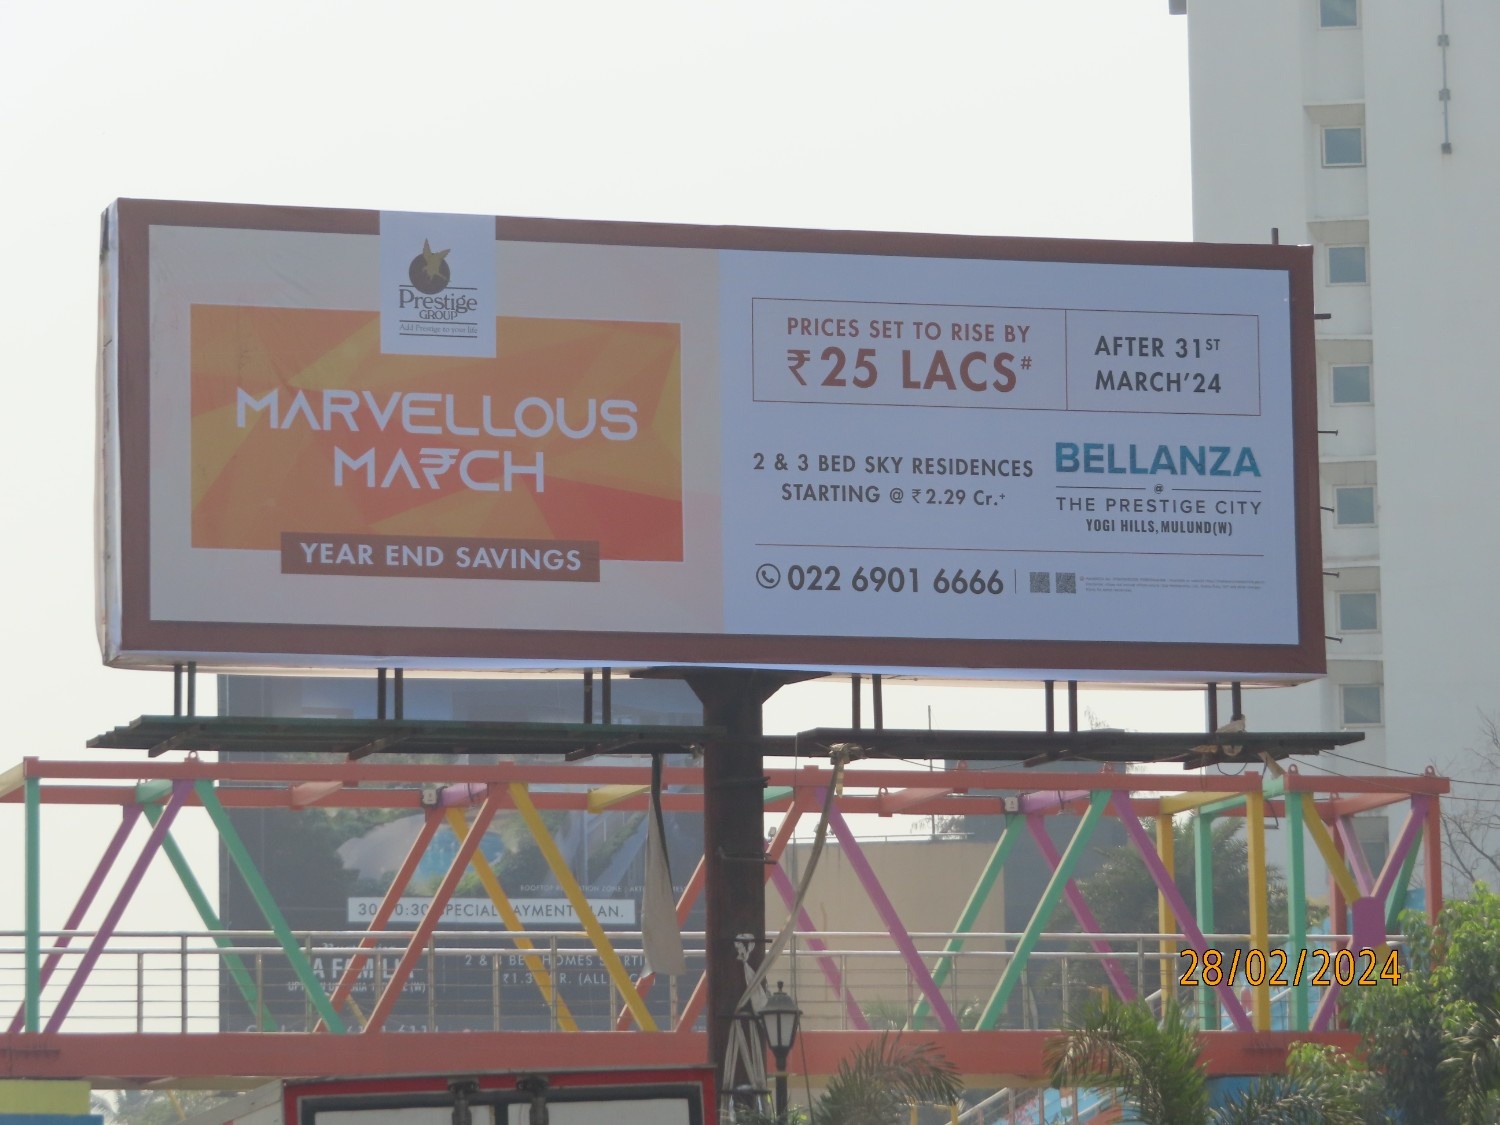 Prestige
GROUP
Add Prestige to your life
MARVELLOUS
MA₹CH
YEAR END SAVINGS
PRICES SET TO RISE BY
₹25 LACS#
AFTER 31ST
MARCH'24
2 & 3 BED SKY RESIDENCES
STARTING @ ₹2.29 Cr.+
BELLANZA
@
THE PRESTIGE CITY
YOGI HILLS, MULUND(W)
022 6901 6666
SPECIAL
28/02/2024